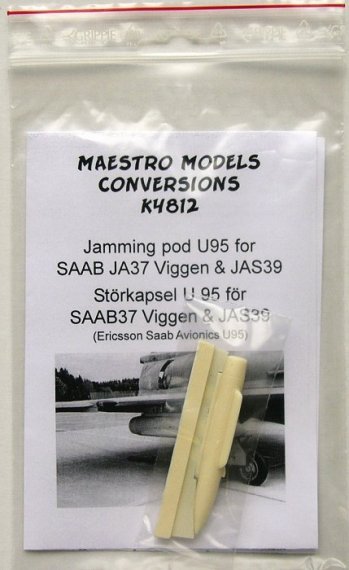 GRIPPIE
MAESTRO MODELS
CONVERSIONS
K4812
Jamming pod U95 for
SAAB JA37 Viggen & JAS39
Störkapsel U 95 för
SAAB37 Viggen & JAS39
(Ericsson Saab Avionics U95)